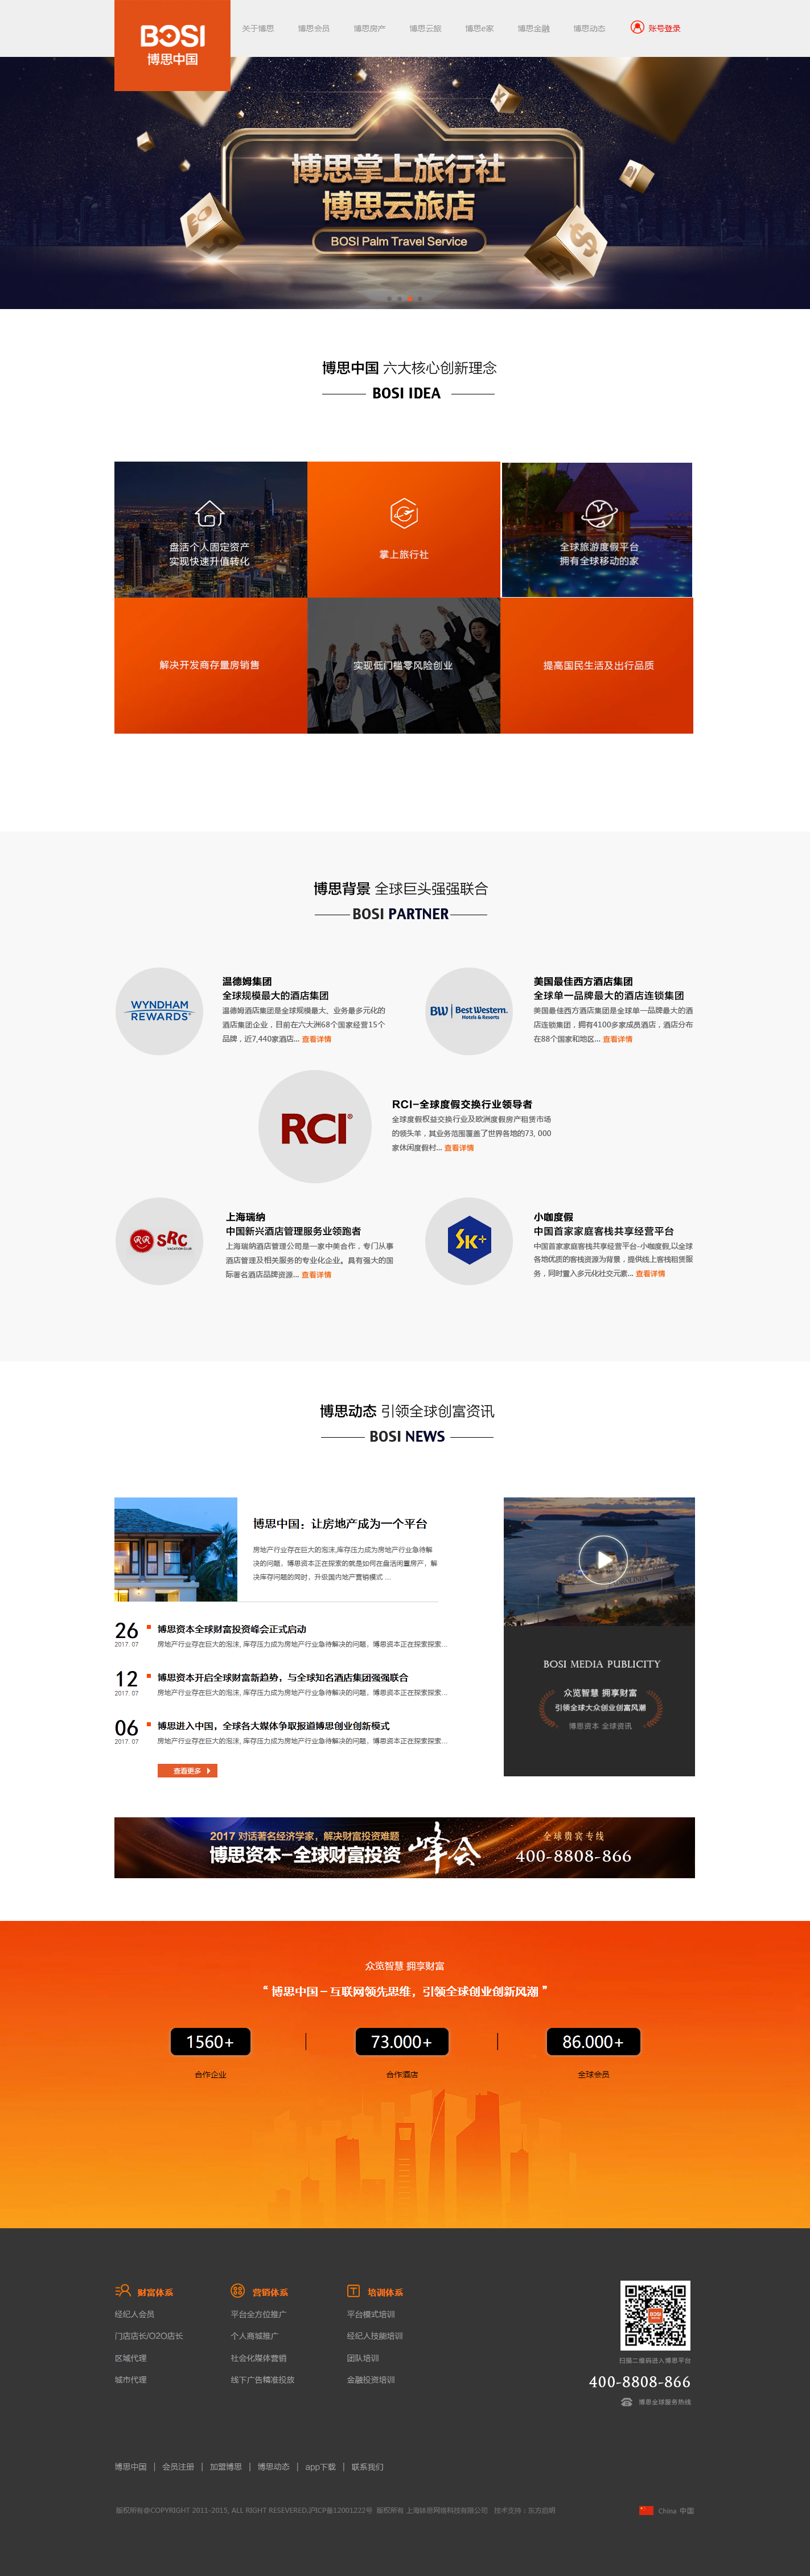 BOSI
博思中国
关于博思 博思会员 博思房产 博思云旅 博思e家 博思金融 博思动态 账号登录
博思掌上旅行社
博思云旅店
BOSI Palm Travel Service
博思中国 六大核心创新理念
BOSI IDEA
盘活个人固定资产
实现快速升值转化
掌上旅行社
全球旅游度假平台
拥有全球移动的家
解决开发商存量房销售
实现低门槛零风险创业
提高国民生活及出行品质
博思背景 全球巨头强强联合
BOSI PARTNER
WYNDHAM
REWARDS
温德姆集团
全球规模最大的酒店集团
温德姆酒店集团是全球规模最大、业务最多元化的
酒店集团企业，目前在六大洲68个国家经营15个
品牌，近7,440家酒店... 查看详情
BW Best Western.
Hotels & Resorts
美国最佳西方酒店集团
全球单一品牌最大的酒店连锁集团
美国最佳西方酒店集团是全球单一品牌最大的酒
店连锁集团，拥有4100多家成员酒店，酒店分布
在88个国家和地区... 查看详情
RCI®
RCI-全球度假交换行业领导者
全球度假权益交换行业及欧洲度假房产租赁市场
的领头羊，其业务范围覆盖了世界各地的73, 000
家休闲度假村... 查看详情
RR SRC
VACATION CLUB
上海瑞纳
中国新兴酒店管理服务业领跑者
上海瑞纳酒店管理公司是一家中美合作，专门从事
酒店管理及相关服务的专业化企业。具有强大的国
际著名酒店品牌资源... 查看详情
SK+
小咖度假
中国首家家庭客栈共享经营平台
中国首家家庭客栈共享经营平台-小咖度假,以全球
各地优质的客栈资源为背景，提供线上客栈租赁服
务，同时置入多元化社交元素... 查看详情
博思动态 引领全球创富资讯
BOSI NEWS
博思中国：让房地产成为一个平台
房地产行业存在巨大的泡沫,库存压力成为房地产行业急待解
决的问题，博思资本正在探索的就是如何在盘活闲置房产，解
决库存问题的同时，升级国内地产营销模式 ...
26
2017. 07
博思资本全球财富投资峰会正式启动
房地产行业存在巨大的泡沫, 库存压力成为房地产行业急待解决的问题，博思资本正在探索探索...
12
2017. 07
博思资本开启全球财富新趋势，与全球知名酒店集团强强联合
房地产行业存在巨大的泡沫, 库存压力成为房地产行业急待解决的问题，博思资本正在探索探索...
06
2017. 07
博思进入中国，全球各大媒体争取报道博思创业创新模式
房地产行业存在巨大的泡沫, 库存压力成为房地产行业急待解决的问题，博思资本正在探索探索...
查看更多
BOSI MEDIA PUBLICITY
众览智慧 拥享财富
引领全球大众创业创富风潮
博思资本 全球资讯
2017 对话著名经济学家，解决财富投资难题
博思资本-全球财富投资 峰会
全球贵宾专线
400-8808-866
众览智慧 拥享财富
“ 博思中国－互联网领先思维，引领全球创业创新风潮 ”
1560+
73.000+
86.000+
合作企业
合作酒店
全球会员
财富体系 营销体系 培训体系
经纪人会员 平台全方位推广 平台模式培训
门店店长/O2O店长 个人商城推广 经纪人技能培训
区域代理 社会化媒体营销 团队培训
城市代理 线下广告精准投放 金融投资培训
BOSI
扫描二维码进入博思平台
400-8808-866
博思全球服务热线
博思中国 | 会员注册 | 加盟博思 | 博思动态 | app下载 | 联系我们
版权所有@COPYRIGHT 2011-2015, ALL RIGHT RESEVERED.沪ICP备12001222号 版权所有 上海咏思网络科技有限公司 技术支持：东方启明
China 中国